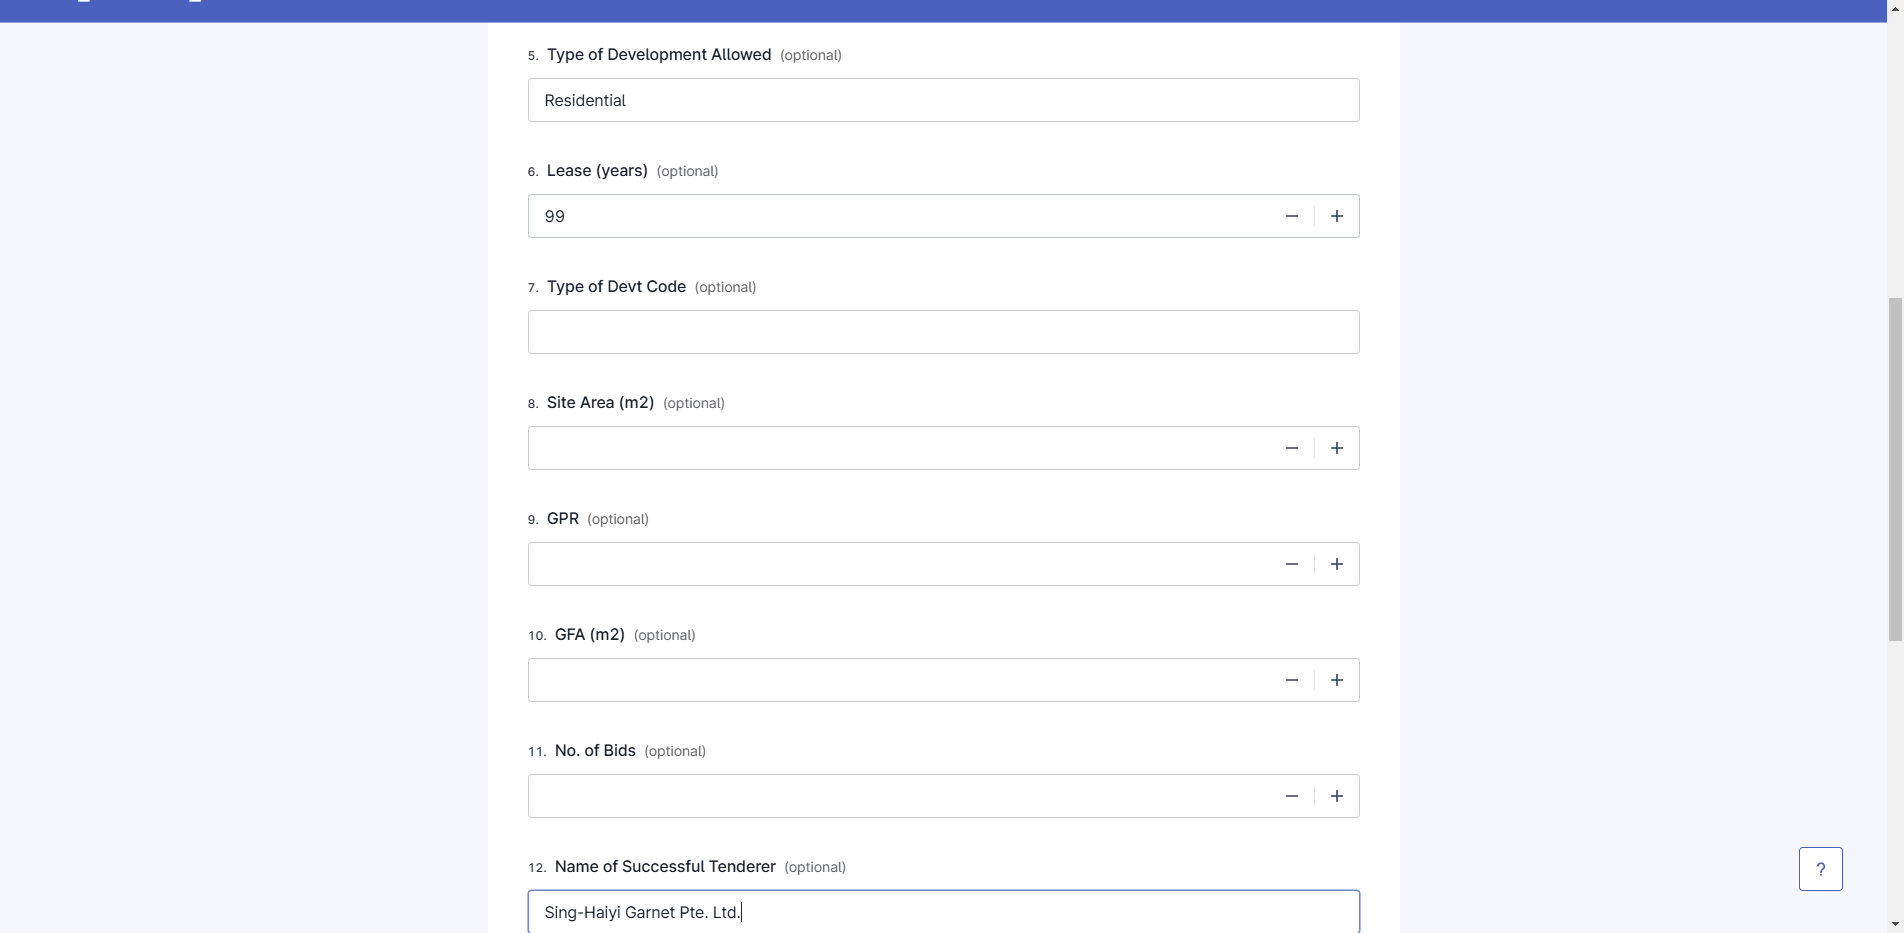 5. Type of Development Allowed (optional)
Residential
6. Lease (years) (optional)
99
7. Type of Devt Code (optional)
8. Site Area (m2) (optional)
9. GPR (optional)
10. GFA (m2) (optional)
11. No. of Bids (optional)
12. Name of Successful Tenderer (optional)
?
Sing-Haiyi Garnet Pte. Ltd.